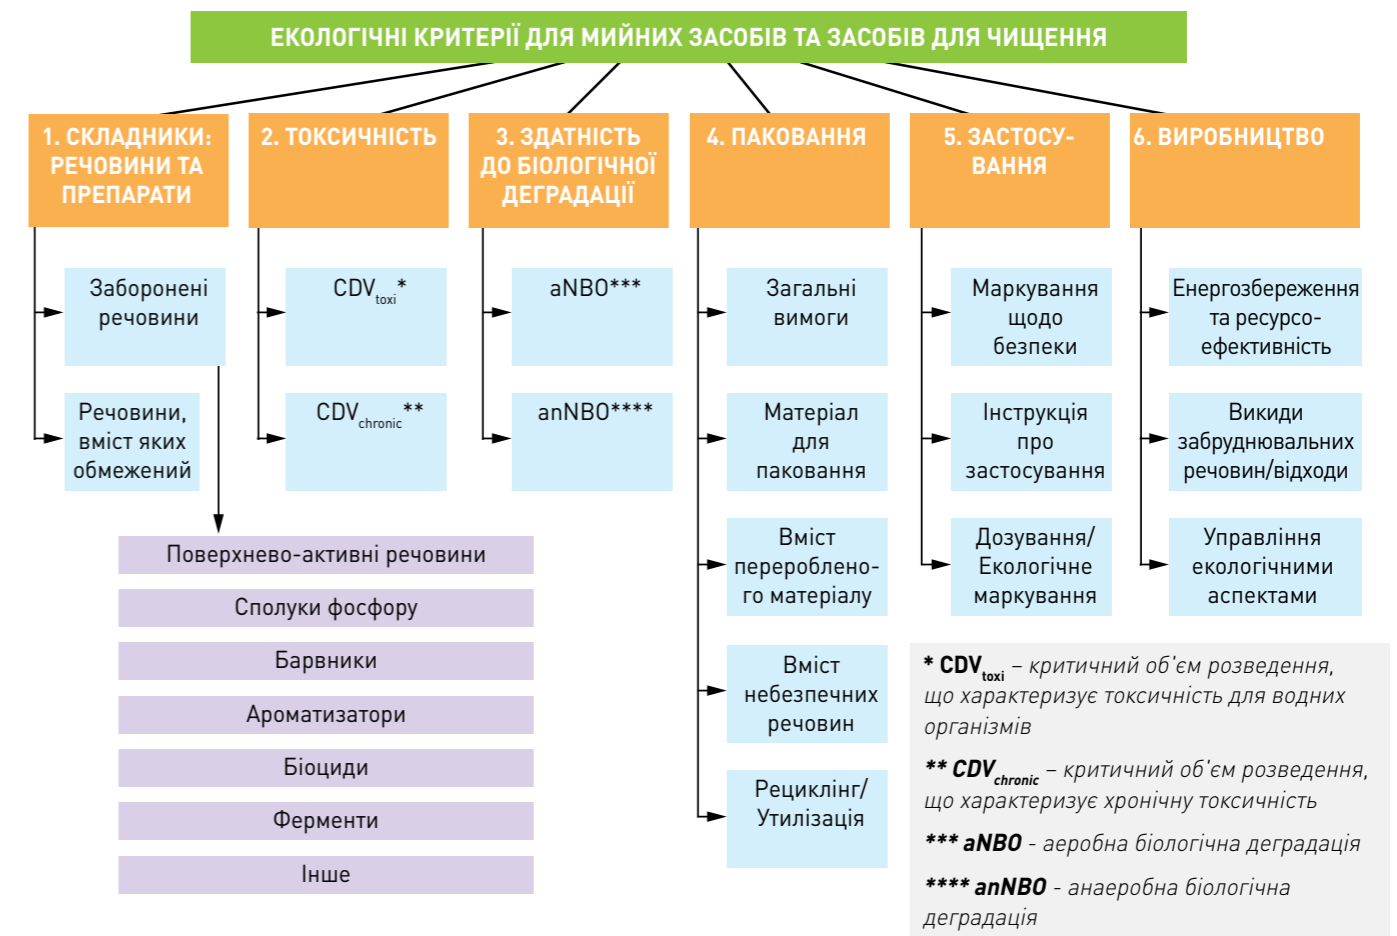 ЕКОЛОГІЧНІ КРИТЕРІЇ ДЛЯ МИЙНИХ ЗАСОБІВ ТА ЗАСОБІВ ДЛЯ ЧИЩЕННЯ
1. СКЛАДНИКИ:
РЕЧОВИНИ ТА
ПРЕПАРАТИ
Заборонені
речовини
Речовини,
вміст яких
обмежений
Поверхнево-активні речовини
Сполуки фосфору
Барвники
Ароматизатори
Біоциди
Ферменти
Інше
2. ТОКСИЧНІСТЬ
CDVtoxi*
CDVchronic**
3. ЗДАТНІСТЬ
ДО БІОЛОГІЧНОЇ
ДЕГРАДАЦІЇ
aNBO***
anNBO****
4. ПАКОВАННЯ
Загальні
вимоги
Матеріал
для
паковання
Вміст
переробленo-
го матеріалу
Вміст
небезпечних
речовин
Рециклінг/
Утилізація
5. ЗАСТОСУ-
ВАННЯ
Маркування
щодо
безпеки
Інструкція
про
застосування
Дозування/
Екологічне
маркування
6. ВИРОБНИЦТВО
Енергозбереження
та ресурсо-
ефективність
Викиди
забруднювальних
речовин/відходи
Управління
екологічними
аспектами
* CDVtoxi – критичний об'єм розведення,
що характеризує токсичність для водних
організмів
** CDVchronic – критичний об'єм розведення,
що характеризує хронічну токсичність
*** aNBO - аеробна біологічна деградація
**** anNBO - анаеробна біологічна
деградація